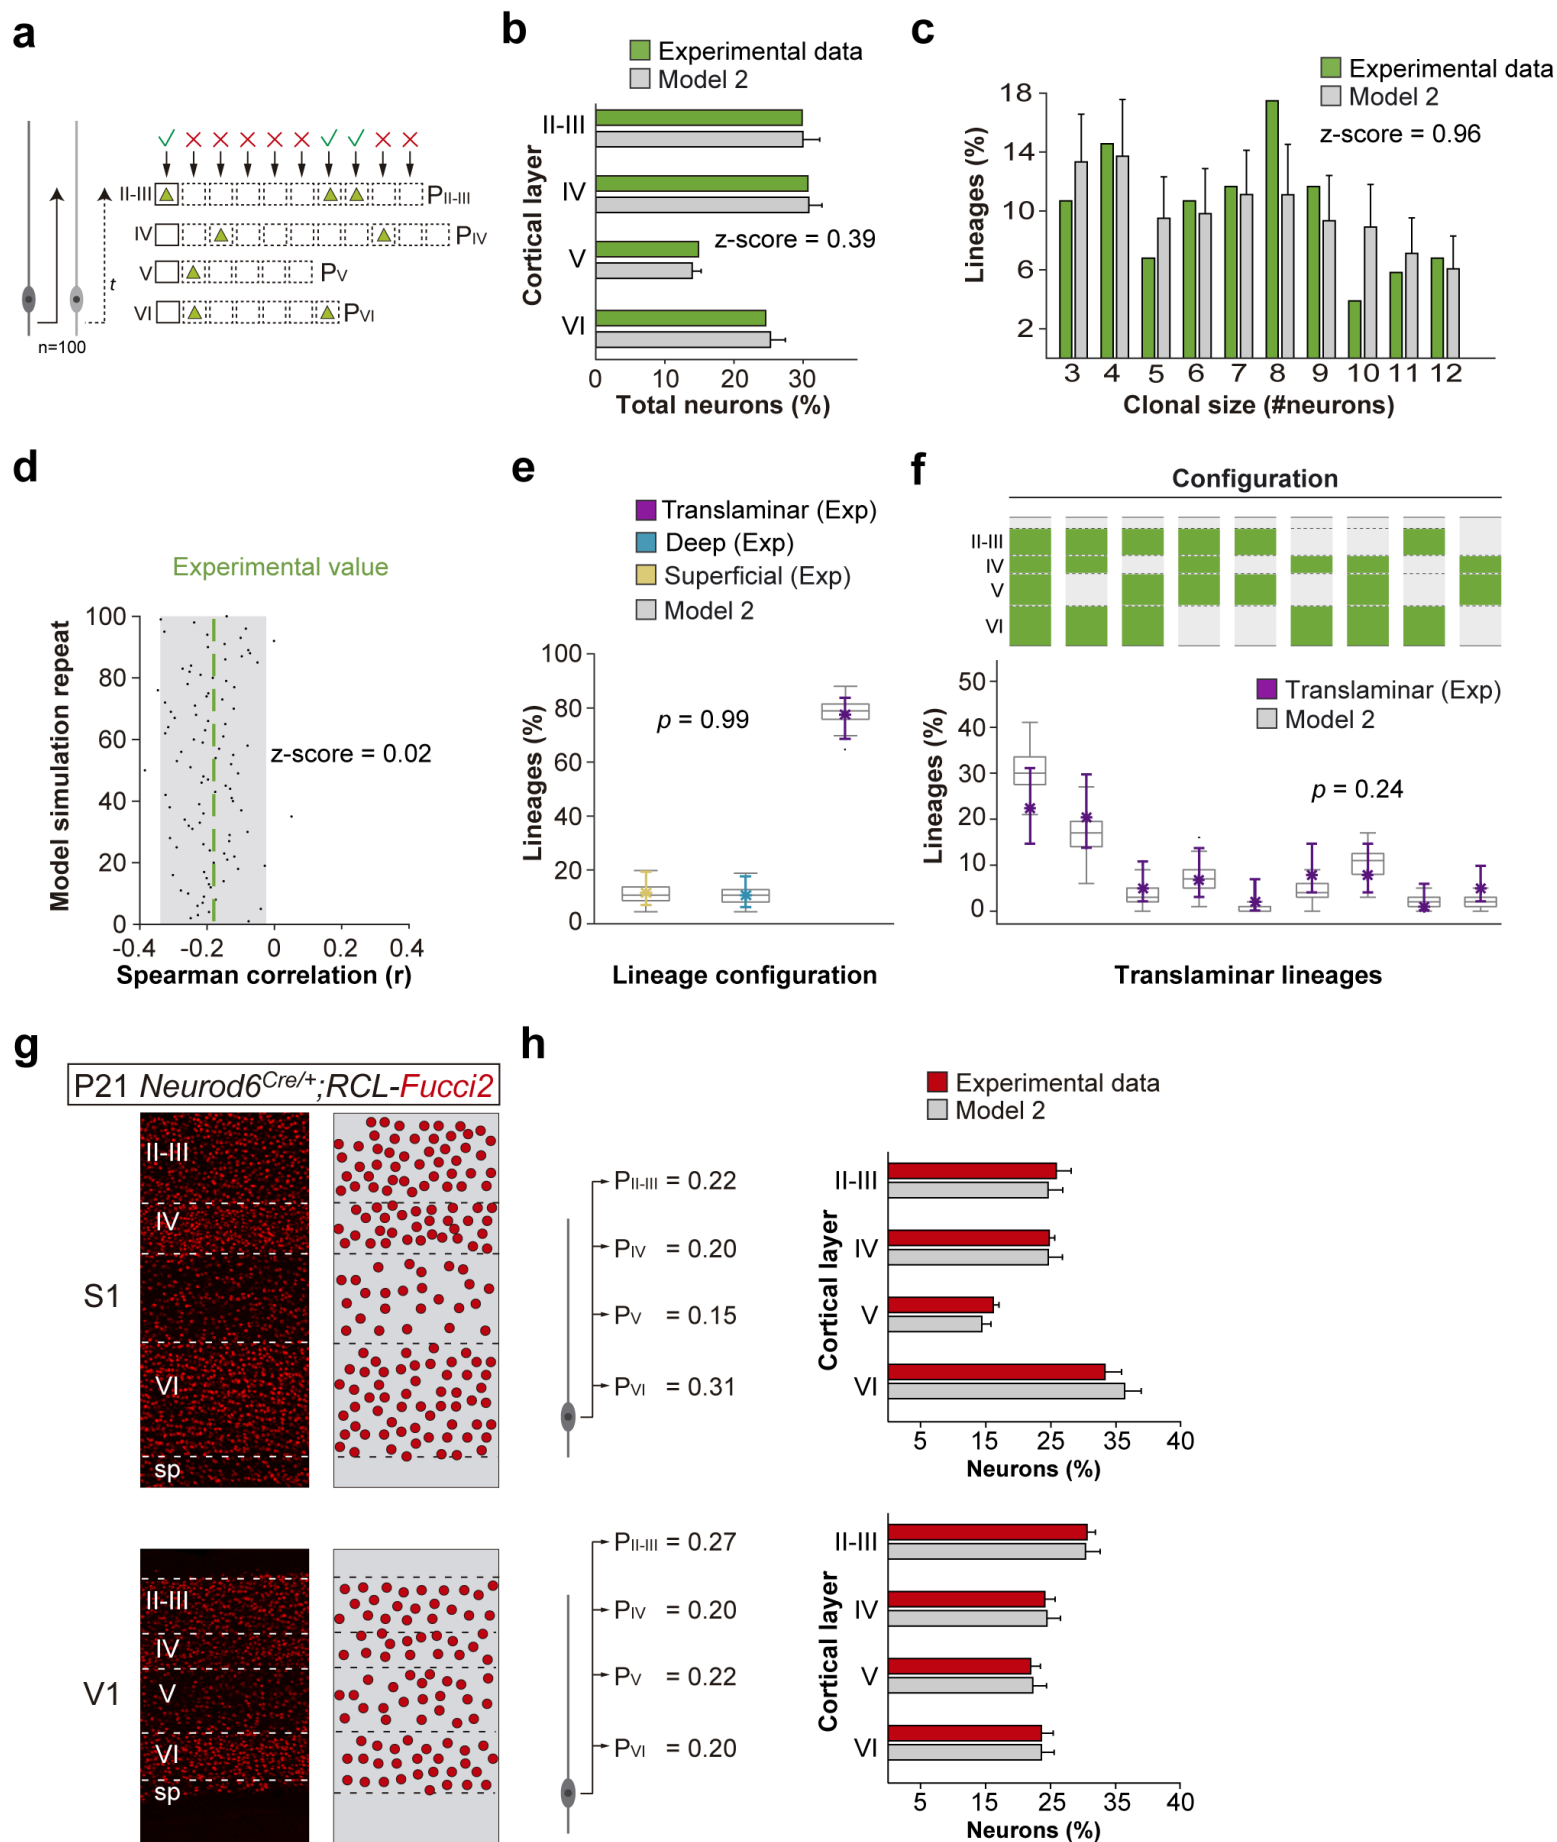 a
II-III
P II-III
IV
P IV
V
P V
VI
P VI
t
n=100
b
Experimental data
Model 2
Cortical layer
II-III
IV
V
VI
z-score = 0.39
0 10 20 30
Total neurons (%)
c
Experimental data
Model 2
z-score = 0.96
Lineages (%)
18
14
10
6
2
3 4 5 6 7 8 9 10 11 12
Clonal size (#neurons)
d
Experimental value
Model simulation repeat
100
80
60
40
20
0
z-score = 0.02
-0.4 -0.2 0 0.2 0.4
Spearman correlation (r)
e
Translaminar (Exp)
Deep (Exp)
Superficial (Exp)
Model 2
Lineages (%)
100
80
60
40
20
0
p = 0.99
Lineage configuration
f
Configuration
II-III
IV
V
VI
Translaminar (Exp)
Model 2
Lineages (%)
50
40
30
20
10
0
p = 0.24
Translaminar lineages
g
P21 Neurod6Cre/+;RCL-Fucci2
S1
II-III
IV
VI
sp
V1
II-III
IV
V
VI
sp
h
PII-III = 0.22
PIV = 0.20
PV = 0.15
PVI = 0.31
Experimental data
Model 2
Cortical layer
II-III
IV
V
VI
5 15 25 35 40
Neurons (%)
PII-III = 0.27
PIV = 0.20
PV = 0.22
PVI = 0.20
Cortical layer
II-III
IV
V
VI
5 15 25 35 40
Neurons (%)